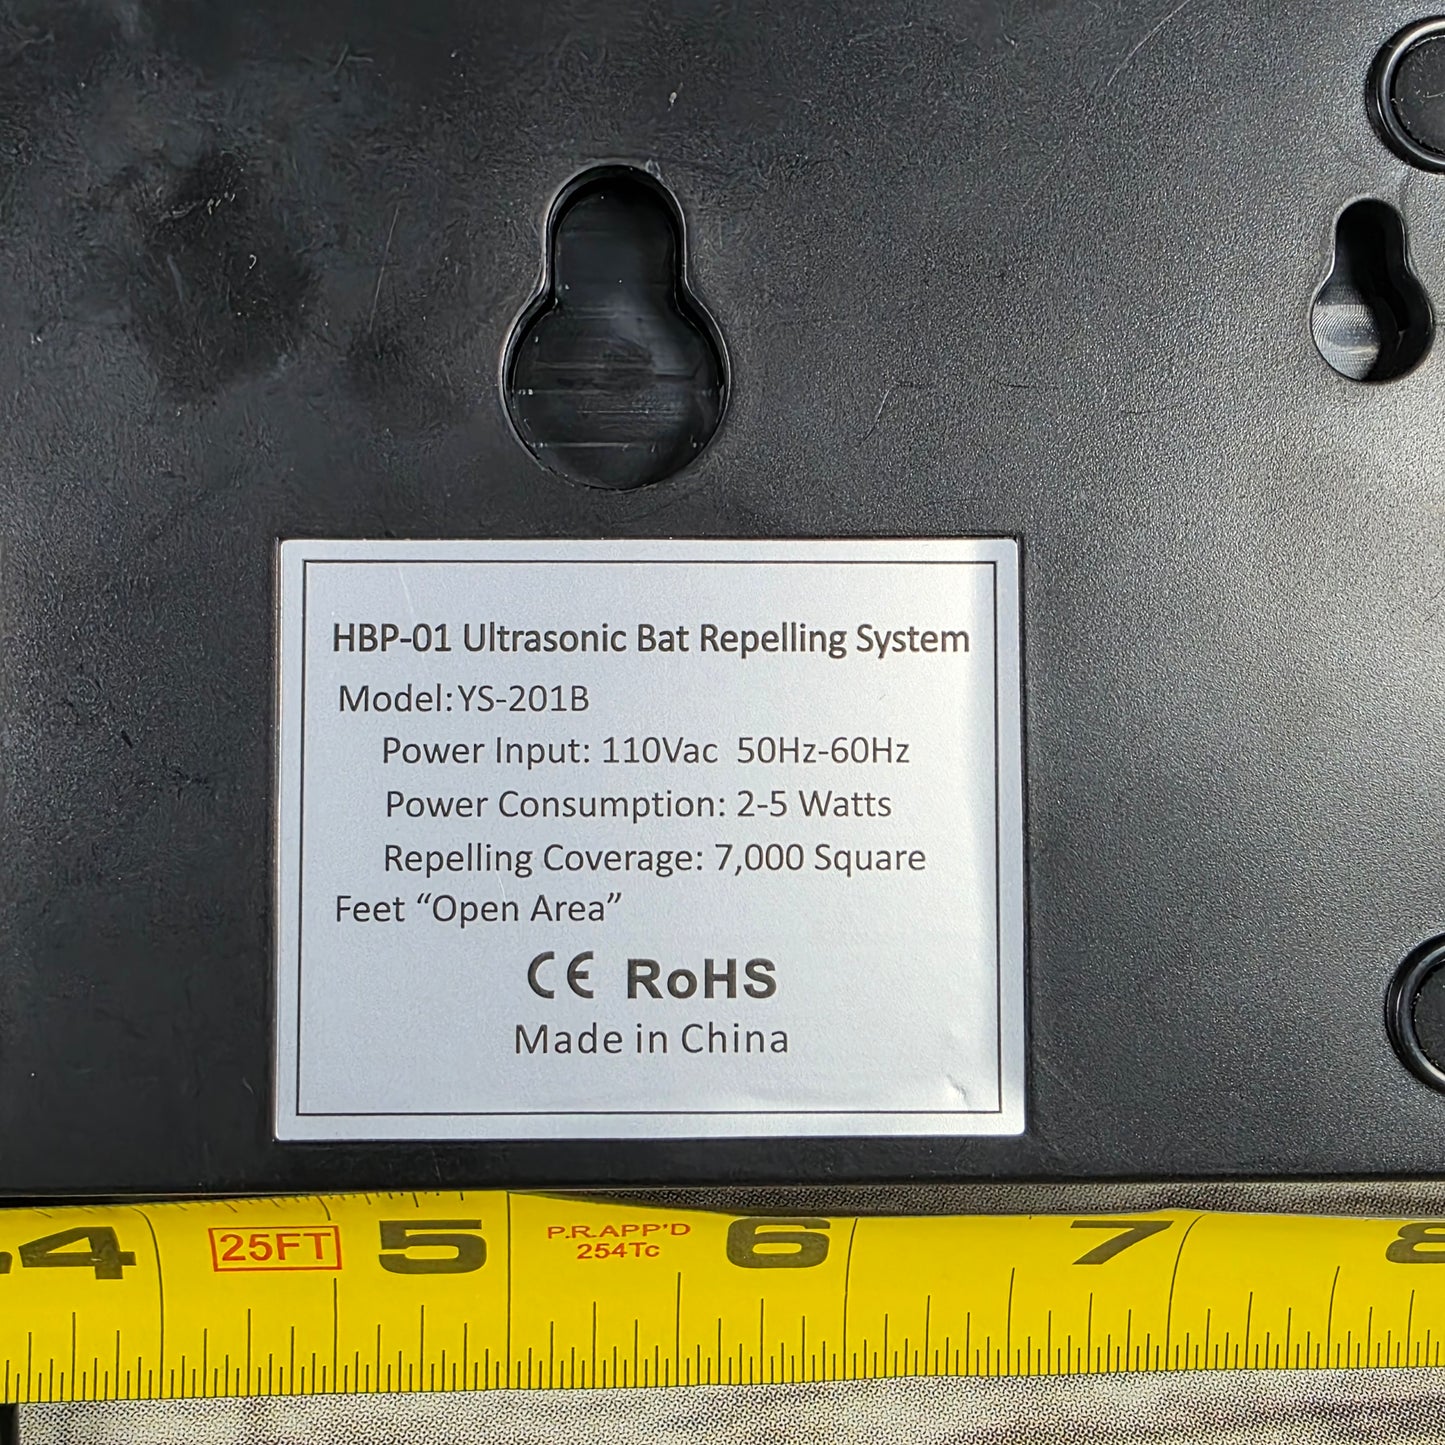 HBP-01 Ultrasonic Bat Repelling System
Model:YS-201B
Power Input: 110Vac 50Hz-60Hz
Power Consumption: 2-5 Watts
Repelling Coverage: 7,000 Square
Feet “Open Area”
CE RoHS
Made in China
4 25FT 5 P.R.APP'D 6 7 8
254Tc